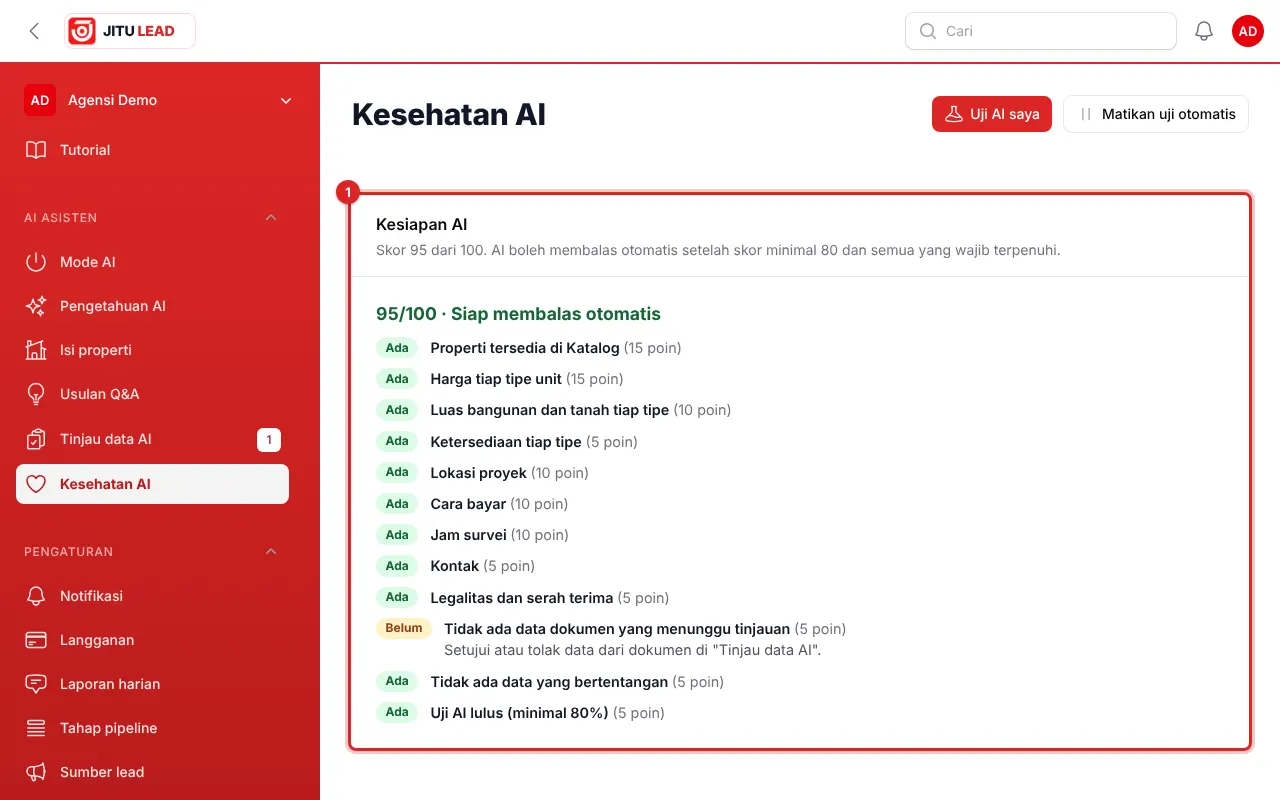 JITU LEAD
Cari
AD
AD
Agensi Demo
Tutorial
AI ASISTEN
Mode AI
Pengetahuan AI
Isi properti
Usulan Q&A
Tinjau data AI
1
Kesehatan AI
PENGATURAN
Notifikasi
Langganan
Laporan harian
Tahap pipeline
Sumber lead
Kesehatan AI
Uji AI saya
Matikan uji otomatis
1
Kesiapan AI
Skor 95 dari 100. AI boleh membalas otomatis setelah skor minimal 80 dan semua yang wajib terpenuhi.
95/100 · Siap membalas otomatis
Ada Properti tersedia di Katalog (15 poin)
Ada Harga tiap tipe unit (15 poin)
Ada Luas bangunan dan tanah tiap tipe (10 poin)
Ada Ketersediaan tiap tipe (5 poin)
Ada Lokasi proyek (10 poin)
Ada Cara bayar (10 poin)
Ada Jam survei (10 poin)
Ada Kontak (5 poin)
Ada Legalitas dan serah terima (5 poin)
Belum Tidak ada data dokumen yang menunggu tinjauan (5 poin)
Setujui atau tolak data dari dokumen di "Tinjau data AI".
Ada Tidak ada data yang bertentangan (5 poin)
Ada Uji AI lulus (minimal 80%) (5 poin)